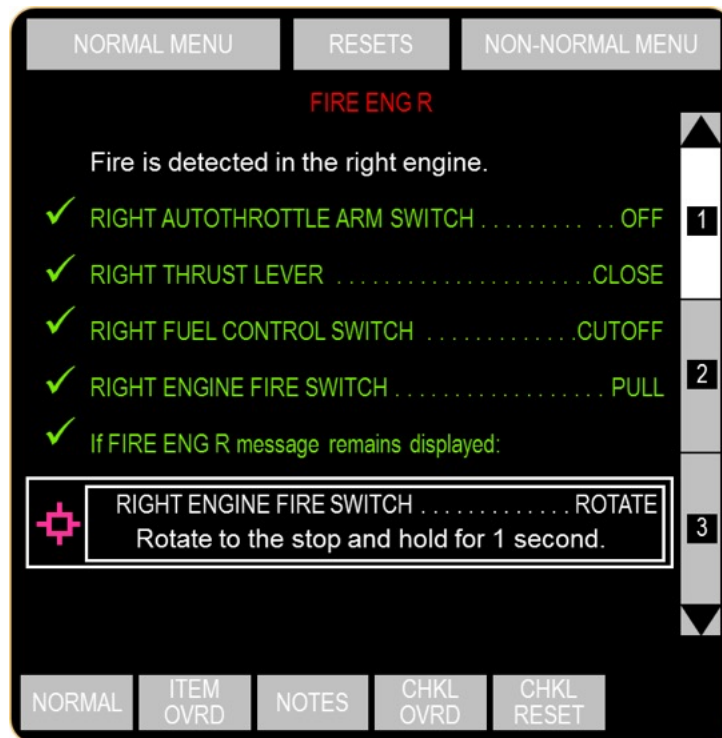 NORMAL MENU RESETS NON-NORMAL MENU
FIRE ENG R
Fire is detected in the right engine.
RIGHT AUTOTHROTTLE ARM SWITCH . . . . . . . . . . . OFF
1
RIGHT THRUST LEVER . . . . . . . . . . . . . . . . . . . . . . .CLOSE
RIGHT FUEL CONTROL SWITCH . . . . . . . . . . . . .CUTOFF
RIGHT ENGINE FIRE SWITCH . . . . . . . . . . . . . . . . . . . PULL
2
If FIRE ENG R message remains displayed:
RIGHT ENGINE FIRE SWITCH . . . . . . . . . . . . . ROTATE
Rotate to the stop and hold for 1 second.
3
NORMAL ITEM OVRD NOTES CHKL OVRD CHKL RESET